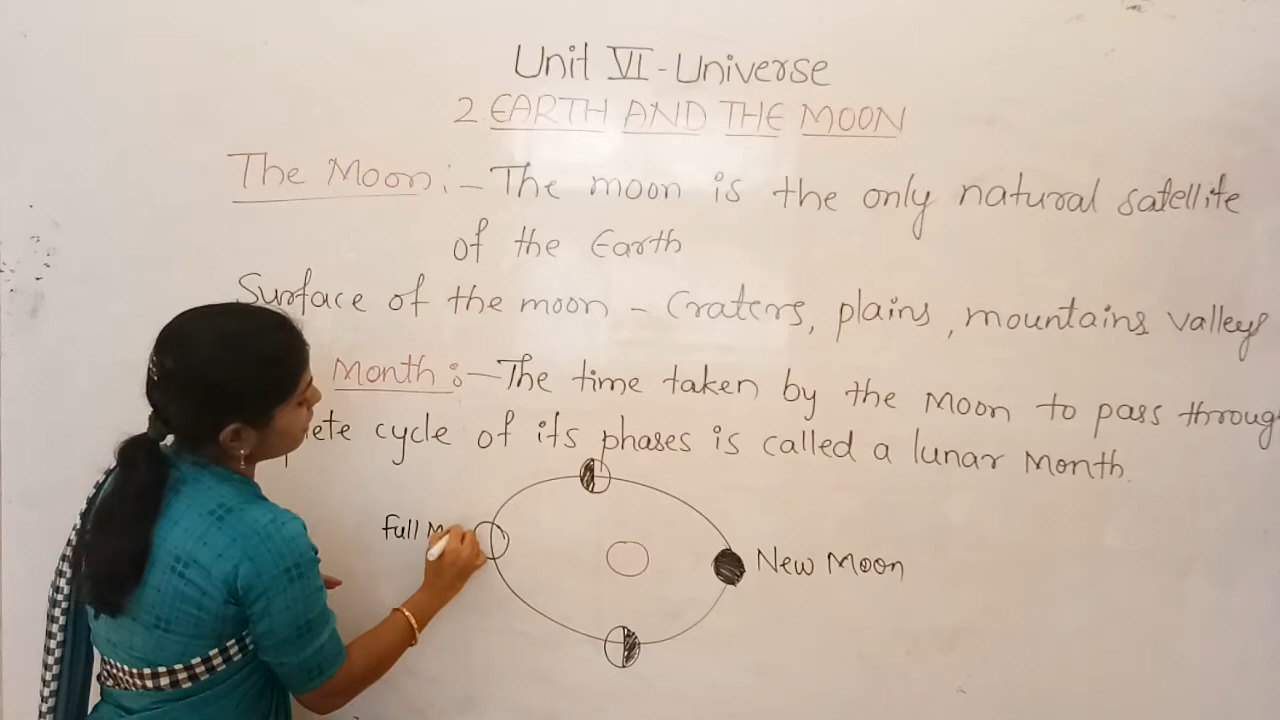 Unit VI - Universe
2. EARTH AND THE MOON
The Moon :- The moon is the only natural satellite
of the Earth
Surface of the moon - Craters, plains, mountains valleys
Month :- The time taken by the Moon to pass through
cycle of its phases is called a lunar Month.
Full M
New Moon